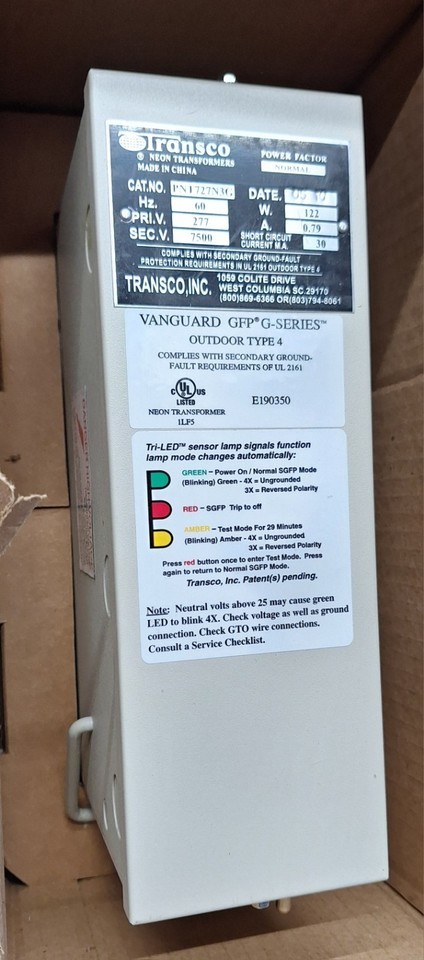 Transco
® NEON TRANSFORMERS
MADE IN CHINA
POWER FACTOR
NORMAL
CAT.NO. PN1727N3G DATE.
Hz. 60 W. 122
PRI.V. 277 A. 0.79
SEC.V. 7500 SHORT CIRCUIT CURRENT M.A. 30
COMPLIES WITH SECONDARY GROUND-FAULT
PROTECTION REQUIREMENTS IN UL 2161 OUTDOOR TYPE 4
TRANSCO,INC. 1059 COLITE DRIVE
WEST COLUMBIA SC.29170
(800)869-6366 OR(803)794-8061
VANGUARD GFP® G-SERIES™
OUTDOOR TYPE 4
COMPLIES WITH SECONDARY GROUND-
FAULT REQUIREMENTS OF UL 2161
c UL US
LISTED
E190350
NEON TRANSFORMER
1LF5
Tri-LED™ sensor lamp signals function
lamp mode changes automatically:
GREEN – Power On / Normal SGFP Mode
(Blinking) Green - 4X = Ungrounded
3X = Reversed Polarity
RED – SGFP Trip to off
AMBER – Test Mode For 29 Minutes
(Blinking) Amber - 4X = Ungrounded
3X = Reversed Polarity
Press red button once to enter Test Mode. Press
again to return to Normal SGFP Mode.
Transco, Inc. Patent(s) pending.
Note: Neutral volts above 25 may cause green
LED to blink 4X. Check voltage as well as ground
connection. Check GTO wire connections.
Consult a Service Checklist.